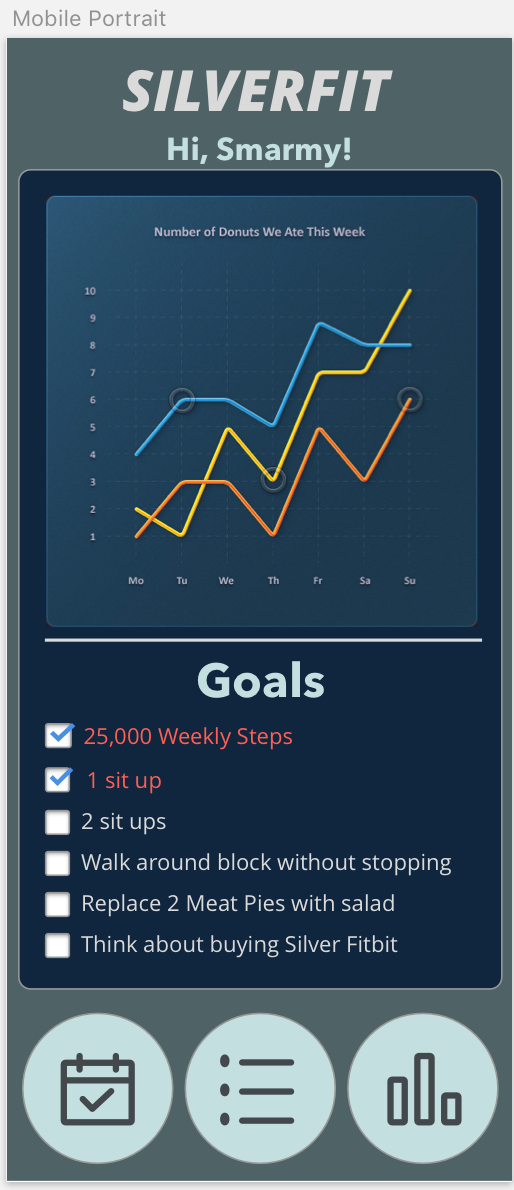 Mobile Portrait
SILVERFIT
Hi, Smarmy!
Number of Donuts We Ate This Week
10
9
8
7
6
5
4
3
2
1
Mo Tu We Th Fr Sa Su
Goals
25,000 Weekly Steps
1 sit up
2 sit ups
Walk around block without stopping
Replace 2 Meat Pies with salad
Think about buying Silver Fitbit